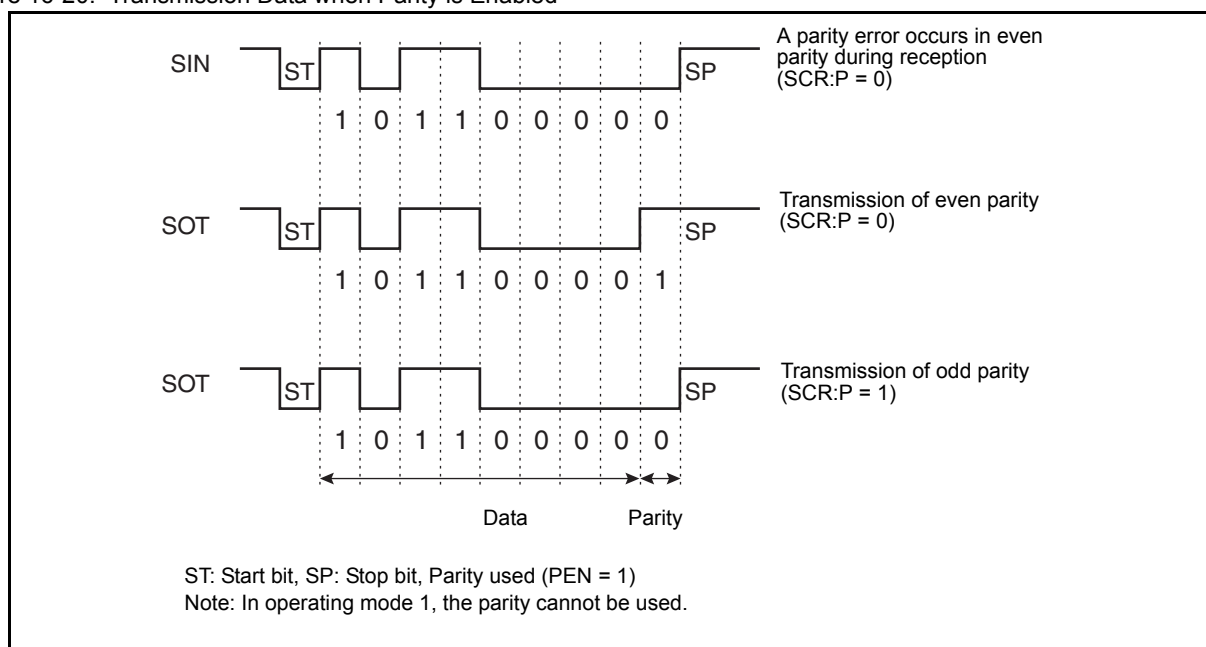 10-20. Transmission Data when Parity is Enabled
SIN
ST
SP
A parity error occurs in even
parity during reception
(SCR:P = 0)
1 0 1 1 0 0 0 0 0
SOT
ST
SP
Transmission of even parity
(SCR:P = 0)
1 0 1 1 0 0 0 0 1
SOT
ST
SP
Transmission of odd parity
(SCR:P = 1)
1 0 1 1 0 0 0 0 0
Data Parity
ST: Start bit, SP: Stop bit, Parity used (PEN = 1)
Note: In operating mode 1, the parity cannot be used.